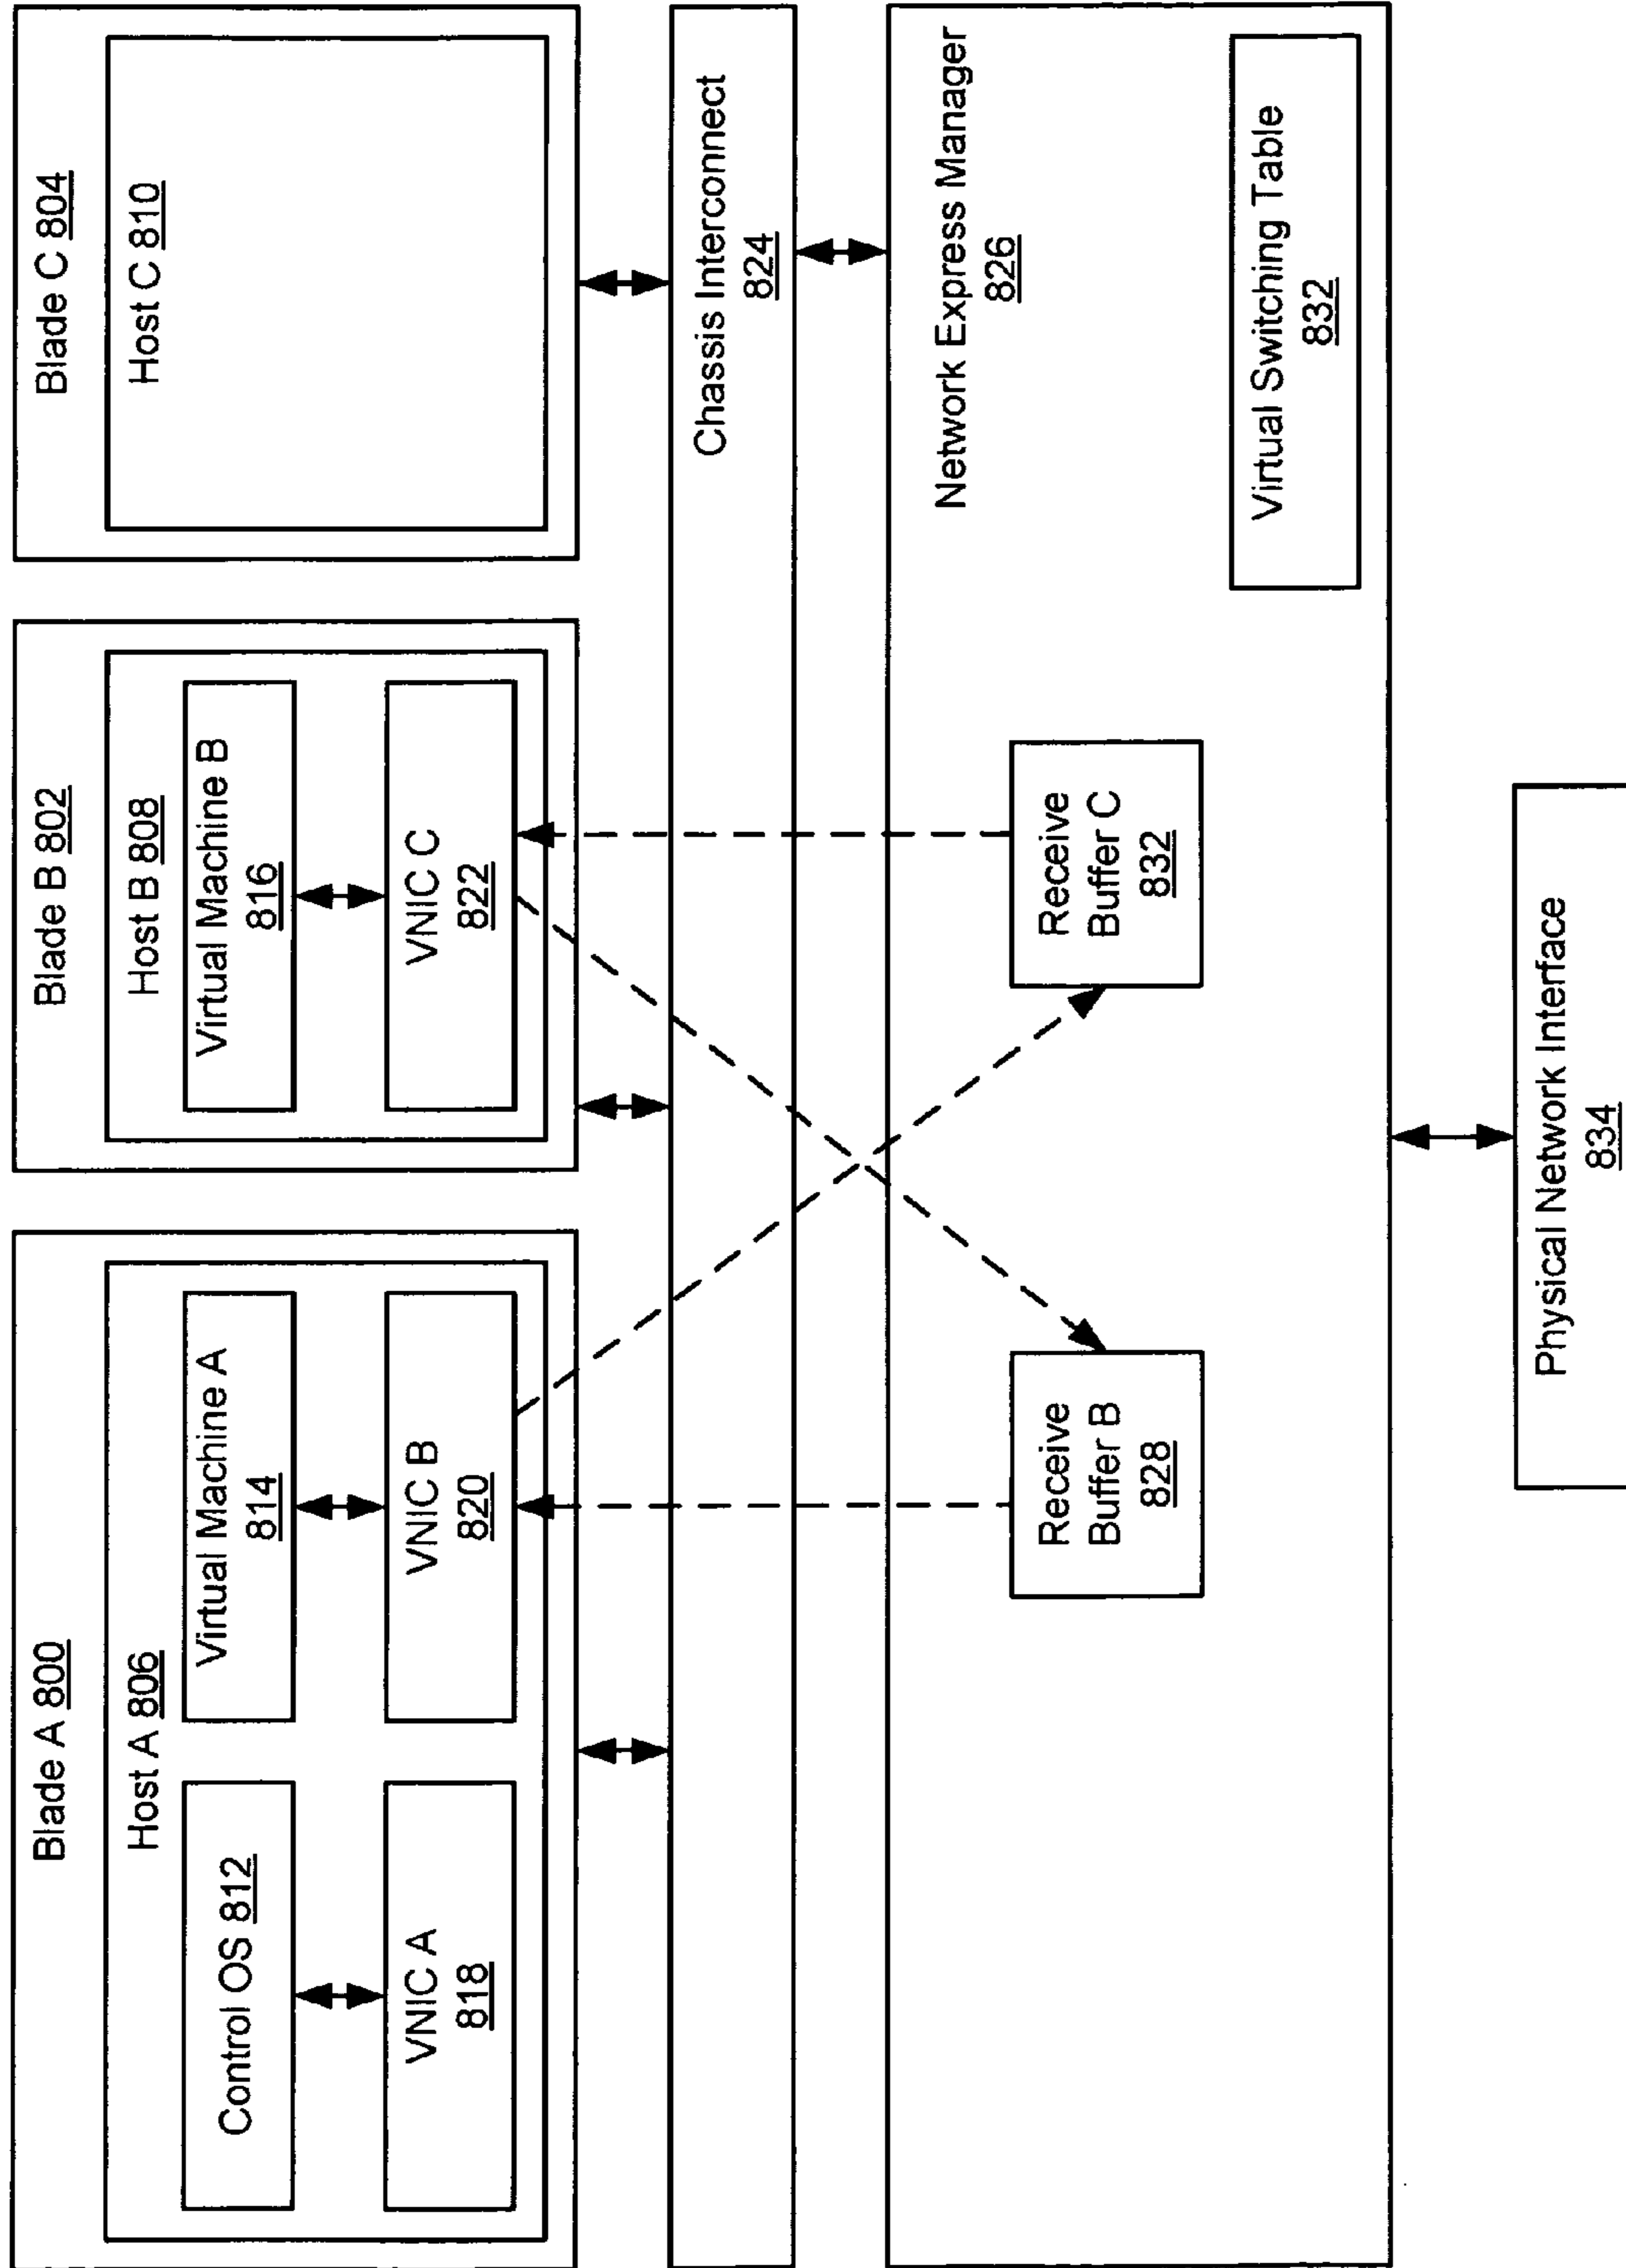 Blade A 800
Host A 806
Control OS 812
Virtual Machine A
814
VNIC A
818
VNIC B
820
Blade B 802
Host B 808
Virtual Machine B
816
VNIC C
822
Blade C 804
Host C 810
Chassis Interconnect
824
Network Express Manager
826
Receive
Buffer B
828
Receive
Buffer C
832
Virtual Switching Table
832
Physical Network Interface
834